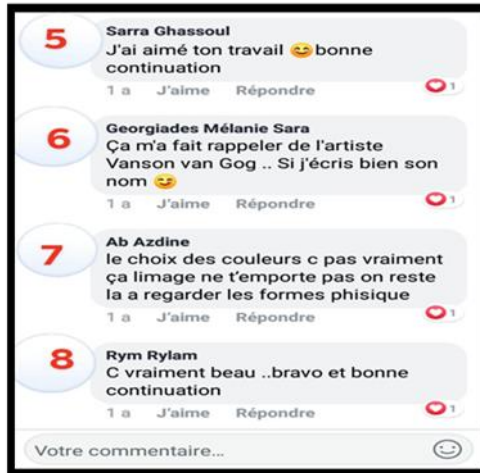 5
Sarra Ghassoul
J'ai aimé ton travail 😊bonne
continuation
1 a J'aime Répondre 1
6
Georgiades Mélanie Sara
Ça m'a fait rappeler de l'artiste
Vanson van Gog .. Si j'écris bien son
nom 😊
1 a J'aime Répondre 1
7
Ab Azdine
le choix des couleurs c pas vraiment
ça limage ne t'emporte pas on reste
la a regarder les formes phisique
1 a J'aime Répondre 1
8
Rym Rylam
C vraiment beau ..bravo et bonne
continuation
1 a J'aime Répondre 1
Votre commentaire...